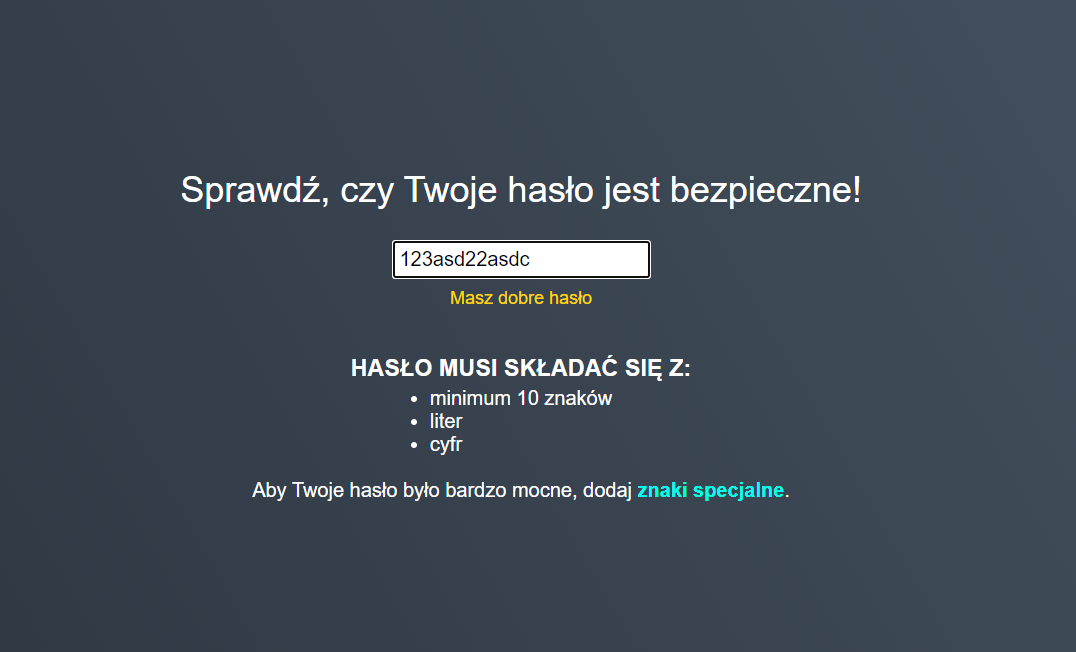 Sprawdź, czy Twoje hasło jest bezpieczne!
123asd22asdc
Masz dobre hasło
HASŁO MUSI SKŁADAĆ SIĘ Z:
• minimum 10 znaków
• liter
• cyfr
Aby Twoje hasło było bardzo mocne, dodaj znaki specjalne.